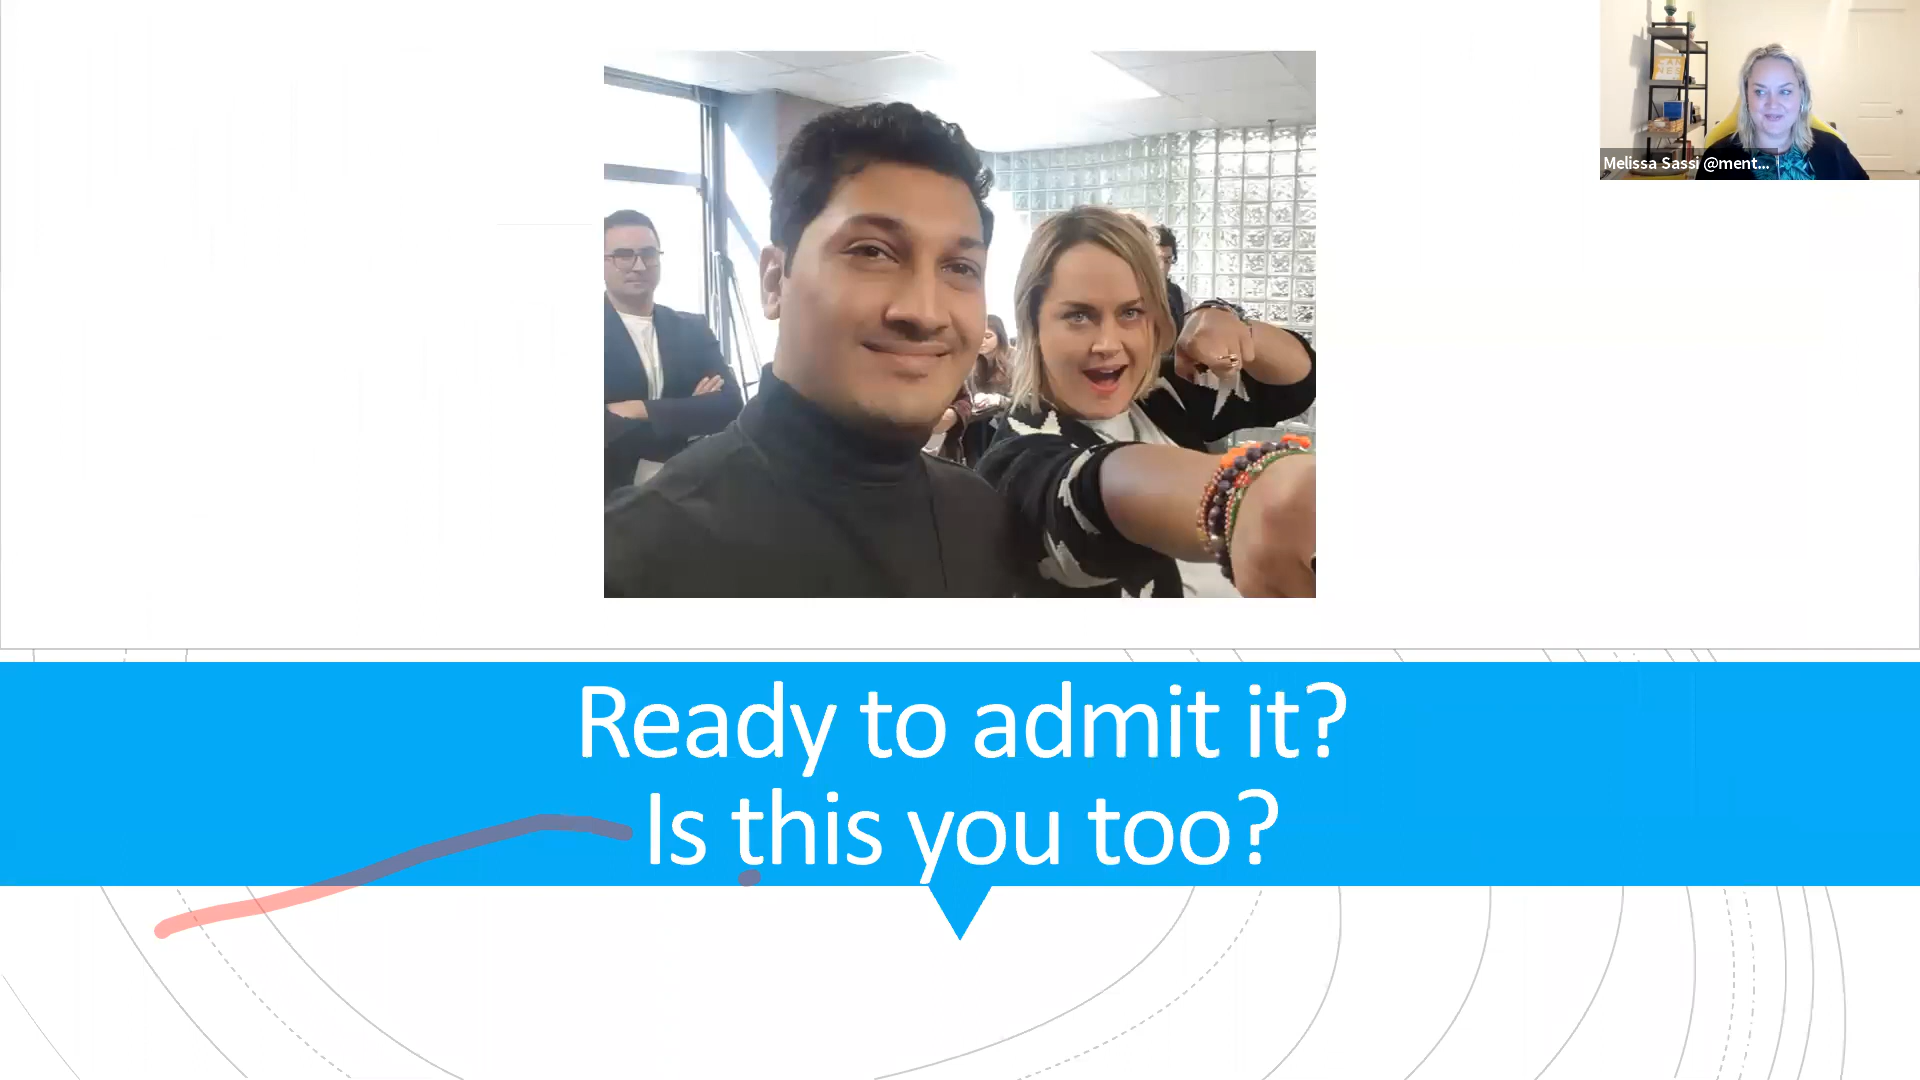 Melissa Sassi @ment...
Ready to admit it?
Is this you too?